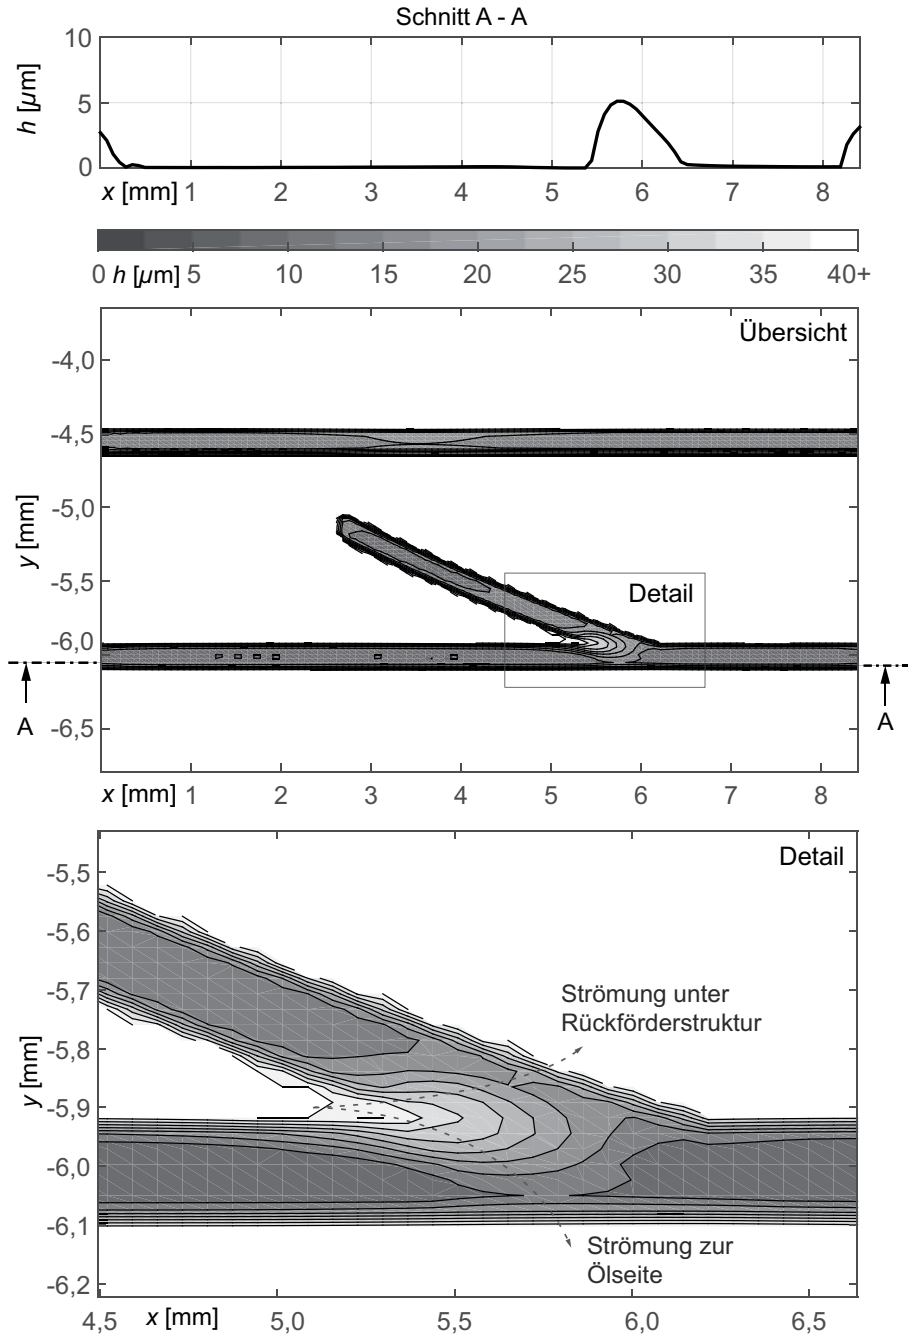 Schnitt A - A
10
5
0
h [µm]
x [mm] 1 2 3 4 5 6 7 8
0 h [µm] 5 10 15 20 25 30 35 40+
Übersicht
-4,0
-4,5
-5,0
-5,5
-6,0
-6,5
y [mm]
Detail
A
A
x [mm] 1 2 3 4 5 6 7 8
Detail
-5,5
-5,6
-5,7
-5,8
-5,9
-6,0
-6,1
-6,2
y [mm]
Strömung unter
Rückförderstruktur
Strömung zur
Ölseite
4,5 x [mm] 5,0 5,5 6,0 6,5